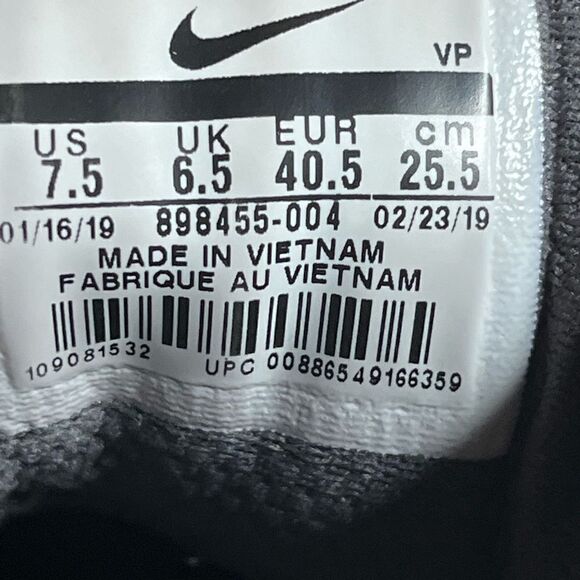 VP
US UK EUR cm
7.5 6.5 40.5 25.5
01/16/19 898455-004 02/23/19
MADE IN VIETNAM
FABRIQUE AU VIETNAM
109081532 UPC 00886549166359